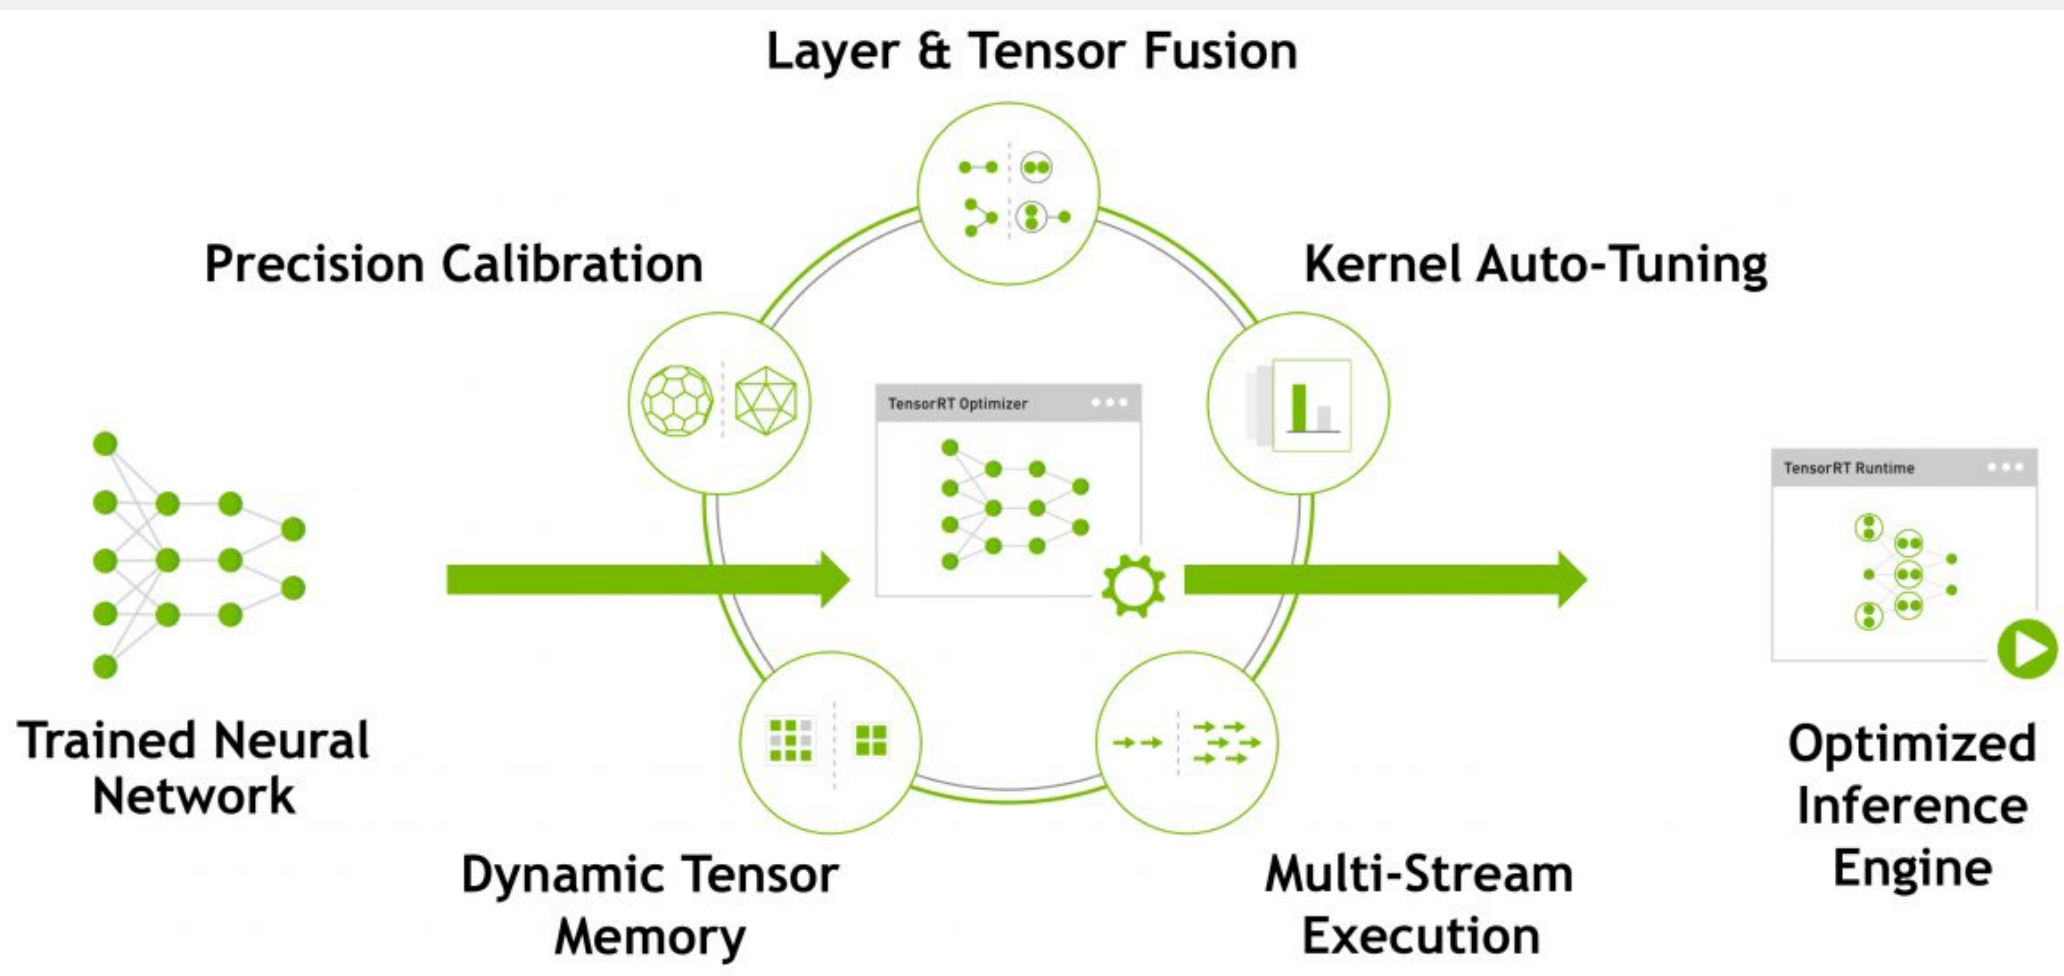 Layer & Tensor Fusion
Precision Calibration
Kernel Auto-Tuning
TensorRT Optimizer
TensorRT Runtime
Trained Neural
Network
Optimized
Inference
Engine
Dynamic Tensor
Memory
Multi-Stream
Execution